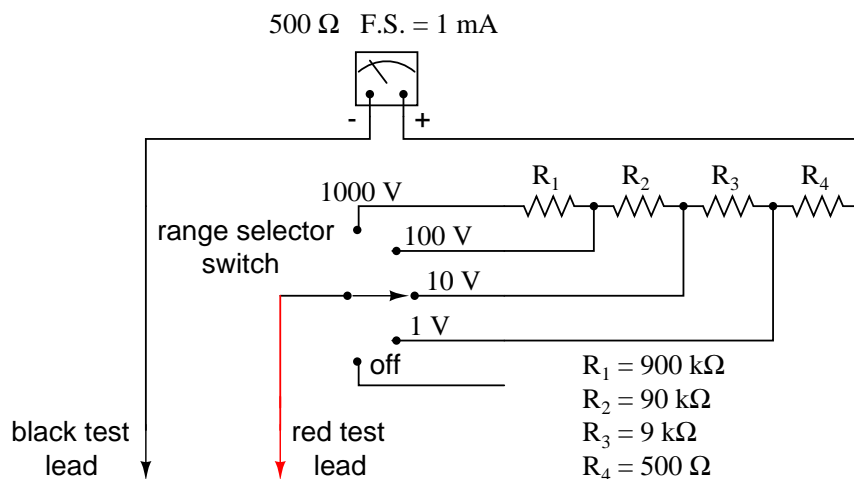 500 Ω F.S. = 1 mA
- +
R₁ R₂ R₃ R₄
1000 V
range selector
switch
100 V
10 V
1 V
off
R₁ = 900 kΩ
R₂ = 90 kΩ
R₃ = 9 kΩ
R₄ = 500 Ω
black test
lead
red test
lead